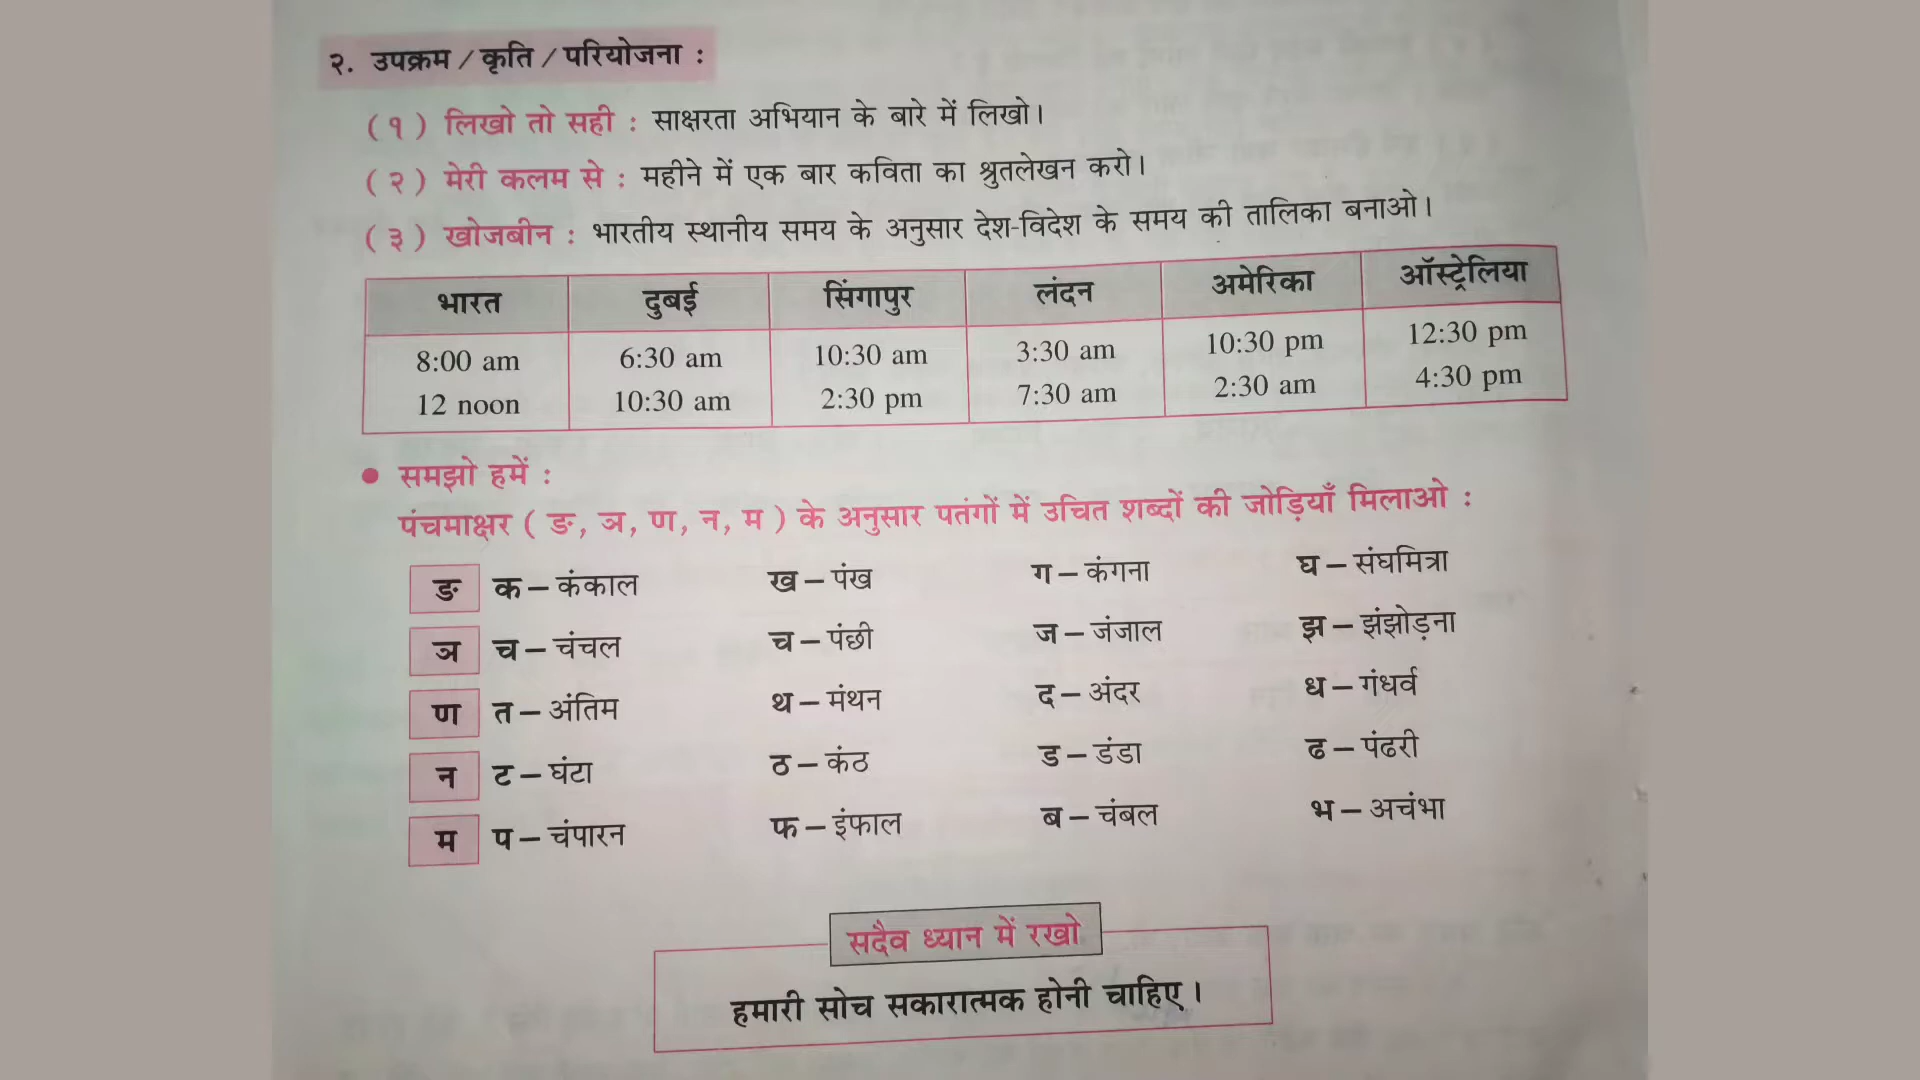 २. उपक्रम / कृति / परियोजना :
(१) लिखो तो सही : साक्षरता अभियान के बारे में लिखो।
(२) मेरी कलम से : महीने में एक बार कविता का श्रुतलेखन करो।
(३) खोजबीन : भारतीय स्थानीय समय के अनुसार देश-विदेश के समय की तालिका बनाओ।
भारत दुबई सिंगापुर लंदन अमेरिका ऑस्ट्रेलिया
8:00 am 6:30 am 10:30 am 3:30 am 10:30 pm 12:30 pm
12 noon 10:30 am 2:30 pm 7:30 am 2:30 am 4:30 pm
• समझो हमें :
पंचमाक्षर (ङ, ञ, ण, न, म) के अनुसार पतंगों में उचित शब्दों की जोड़ियाँ मिलाओ :
ङ क – कंकाल ख – पंख ग – कंगना घ – संघमित्रा
ञ च – चंचल च – पंछी ज – जंजाल झ – झंझोड़ना
ण त – अंतिम थ – मंथन द – अंदर ध – गंधर्व
न ट – घंटा ठ – कंठ ड – डंडा ढ – पंढरी
म प – चंपारन फ – इंफाल ब – चंबल भ – अचंभा
सदैव ध्यान में रखो
हमारी सोच सकारात्मक होनी चाहिए।